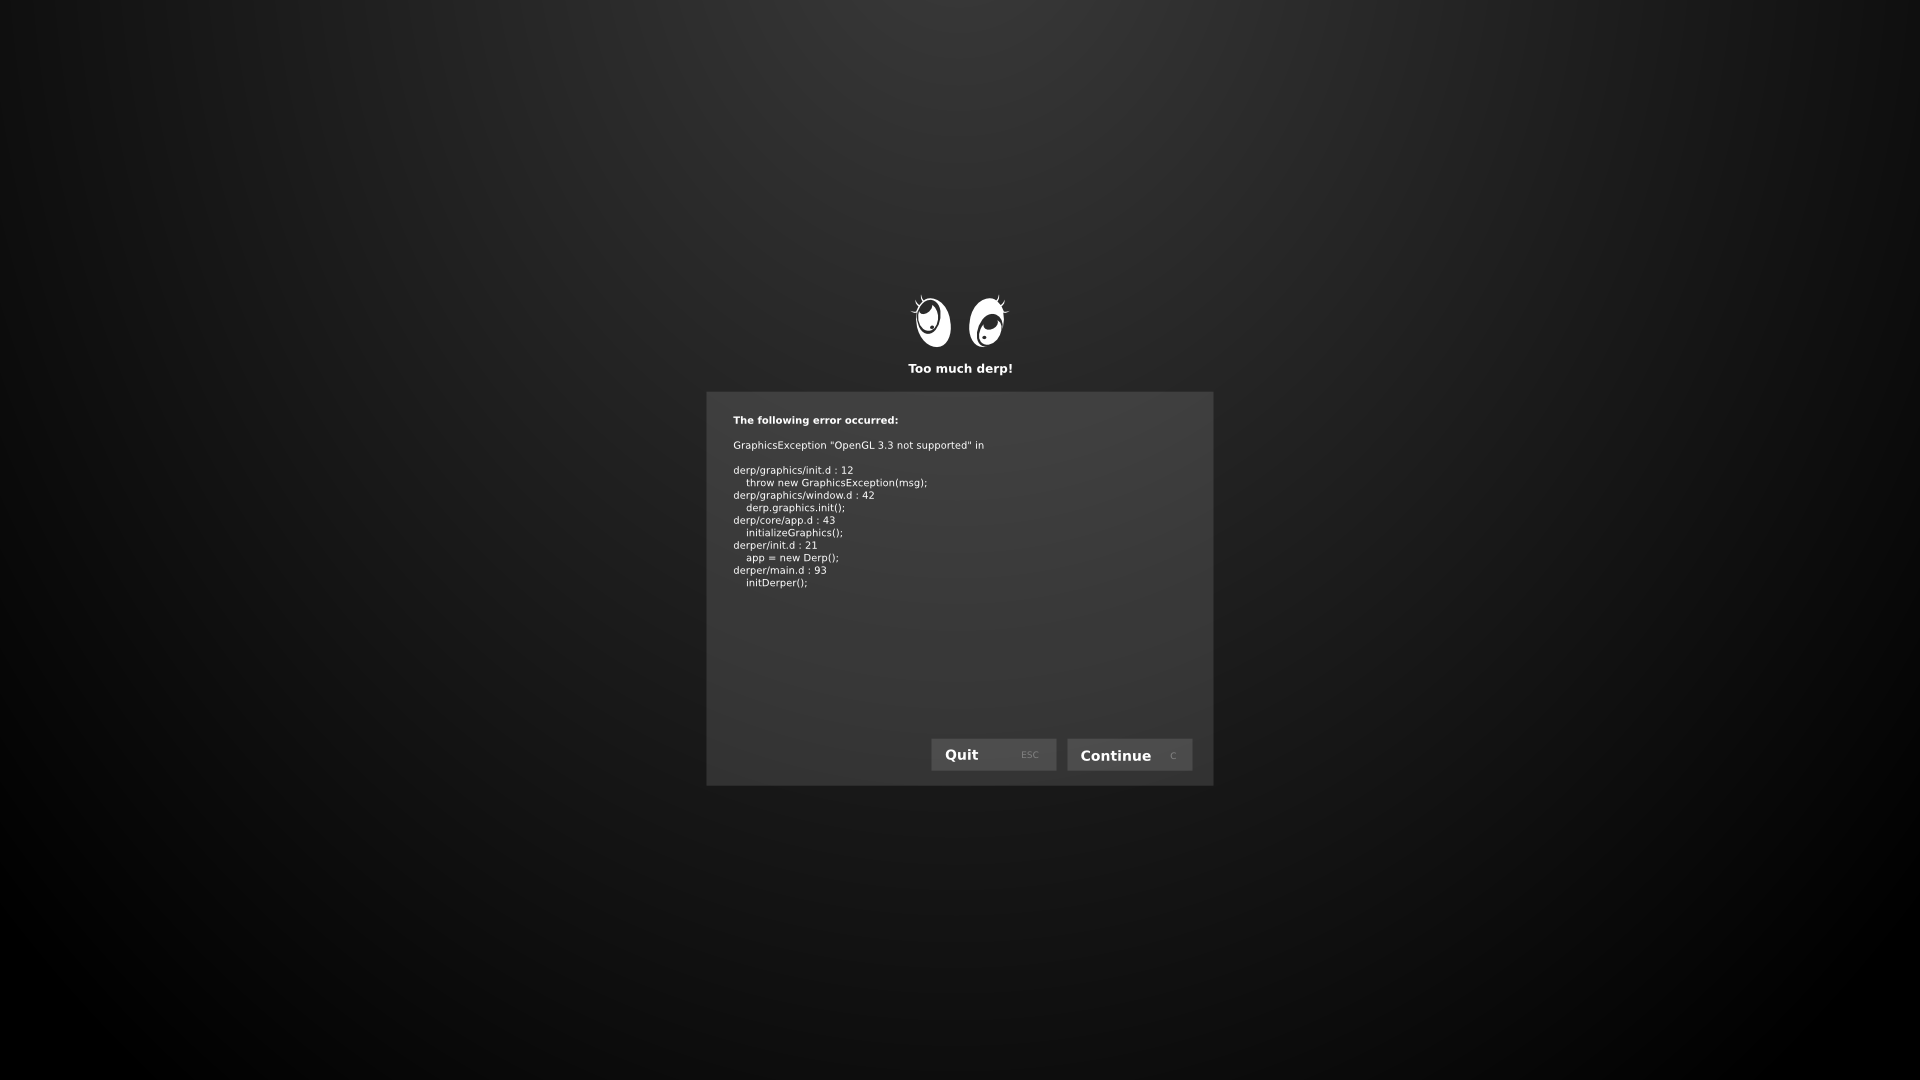 Too much derp!
The following error occurred:
GraphicsException "OpenGL 3.3 not supported" in
derp/graphics/init.d : 12
throw new GraphicsException(msg);
derp/graphics/window.d : 42
derp.graphics.init();
derp/core/app.d : 43
initializeGraphics();
derper/init.d : 21
app = new Derp();
derper/main.d : 93
initDerper();
Quit ESC Continue C